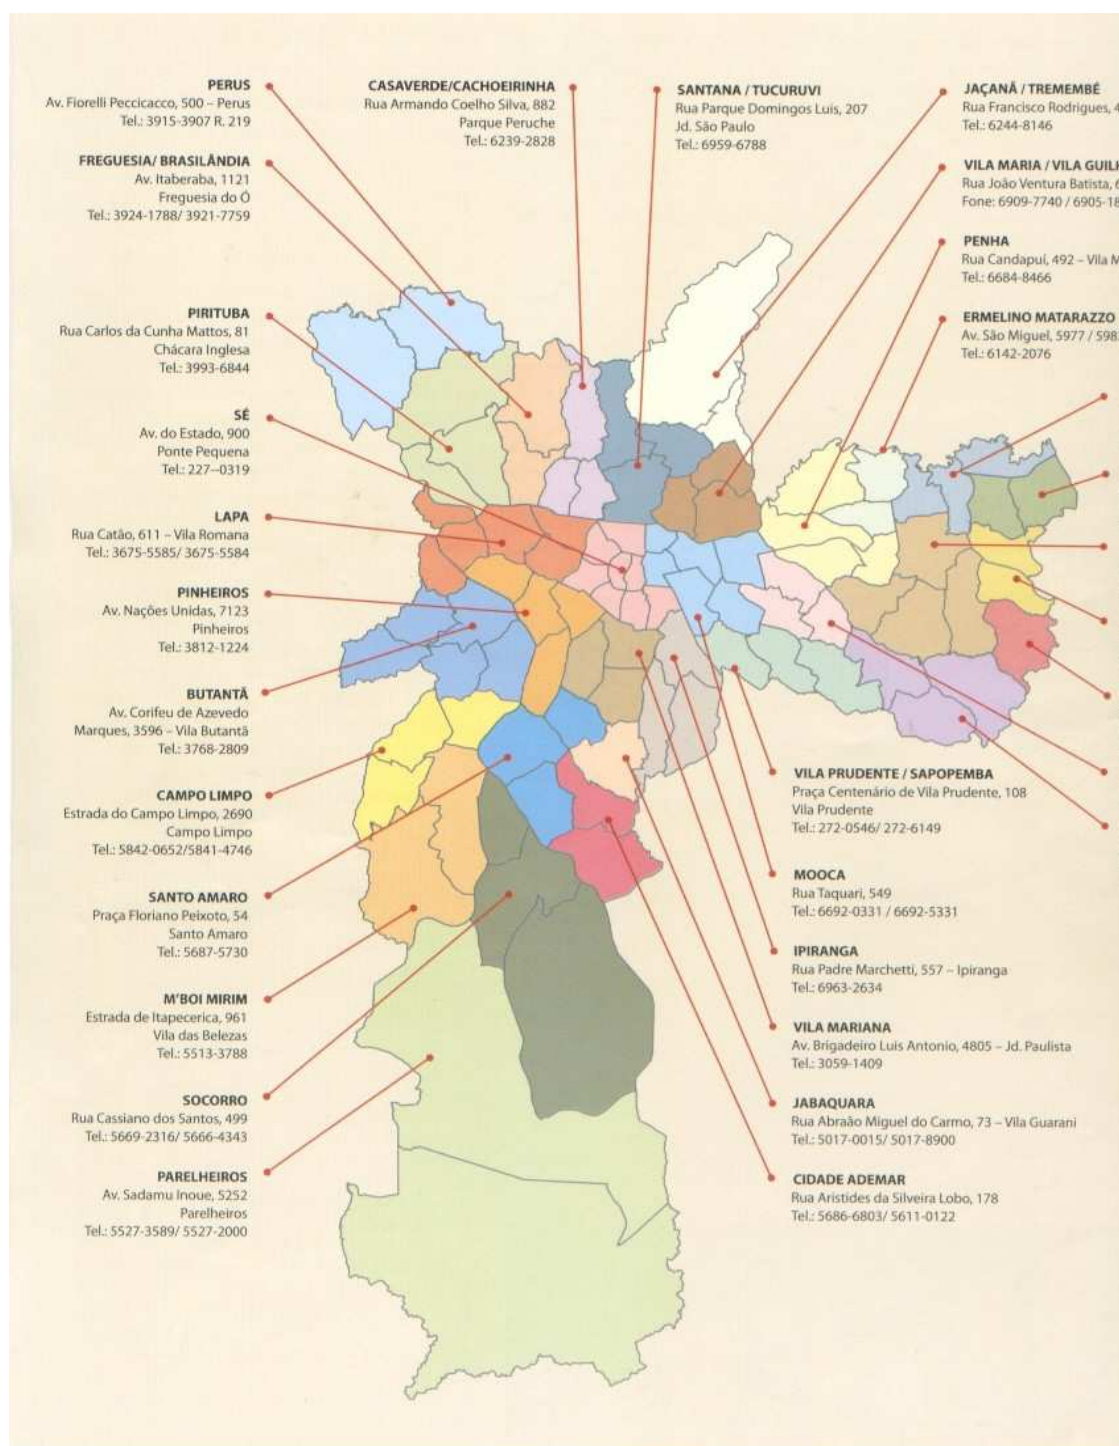 PERUS
Av. Fiorelli Peccicacco, 500 – Perus
Tel.: 3915-3907 R. 219
FREGUESIA/ BRASILÂNDIA
Av. Itaberaba, 1121
Freguesia do Ó
Tel.: 3924-1788/ 3921-7759
PIRITUBA
Rua Carlos da Cunha Mattos, 81
Chácara Inglesa
Tel.: 3993-6844
SÉ
Av. do Estado, 900
Ponte Pequena
Tel.: 227--0319
LAPA
Rua Catão, 611 – Vila Romana
Tel.: 3675-5585/ 3675-5584
PINHEIROS
Av. Nações Unidas, 7123
Pinheiros
Tel.: 3812-1224
BUTANTÃ
Av. Corifeu de Azevedo
Marques, 3596 – Vila Butantã
Tel.: 3768-2809
CAMPO LIMPO
Estrada do Campo Limpo, 2690
Campo Limpo
Tel.: 5842-0652/5841-4746
SANTO AMARO
Praça Floriano Peixoto, 54
Santo Amaro
Tel.: 5687-5730
M'BOI MIRIM
Estrada de Itapecerica, 961
Vila das Belezas
Tel.: 5513-3788
SOCORRO
Rua Cassiano dos Santos, 499
Tel.: 5669-2316/ 5666-4343
PARELHEIROS
Av. Sadamu Inoue, 5252
Parelheiros
Tel.: 5527-3589/ 5527-2000
CASAVERDE/CACHOEIRINHA
Rua Armando Coelho Silva, 882
Parque Peruche
Tel.: 6239-2828
SANTANA / TUCURUVI
Rua Parque Domingos Luis, 207
Jd. São Paulo
Tel.: 6959-6788
JAÇANÃ / TREMEMBÉ
Rua Francisco Rodrigues, 4
Tel.: 6244-8146
VILA MARIA / VILA
Rua João Ventura Batista,
Fone: 6909-7740 / 6905-18
PENHA
Rua Candapuí, 492 – Vila
Tel.: 6684-8466
ERMELINO MATARAZZO
Av. São Miguel, 5977 / 598
Tel.: 6142-2076
VILA PRUDENTE / SAPOPEMBA
Praça Centenário de Vila Prudente, 108
Vila Prudente
Tel.: 272-0546/ 272-6149
MOOCA
Rua Taquari, 549
Tel.: 6692-0331 / 6692-5331
IPIRANGA
Rua Padre Marchetti, 557 – Ipiranga
Tel.: 6963-2634
VILA MARIANA
Av. Brigadeiro Luis Antonio, 4805 – Jd. Paulista
Tel.: 3059-1409
JABAQUARA
Rua Abraão Miguel do Carmo, 73 – Vila Guarani
Tel.: 5017-0015/ 5017-8900
CIDADE ADEMAR
Rua Aristides da Silveira Lobo, 178
Tel.: 5686-6803/ 5611-0122